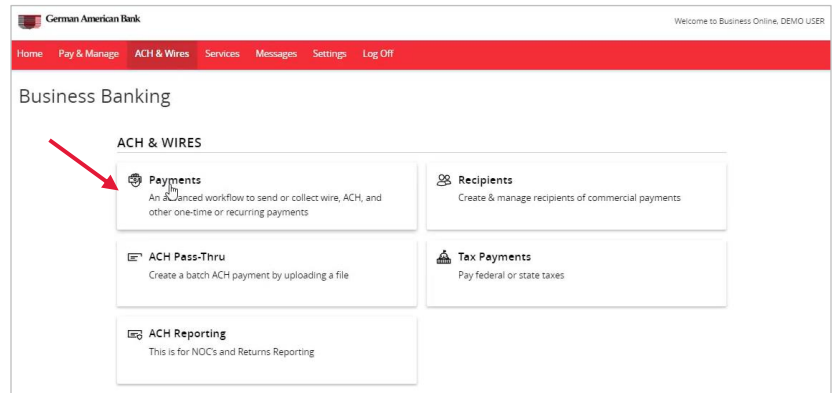 German American Bank
Welcome to Business Online, DEMO USER
Home Pay & Manage ACH & Wires Services Messages Settings Log Off
Business Banking
ACH & WIRES
Payments
An advanced workflow to send or collect wire, ACH, and
other one-time or recurring payments
Recipients
Create & manage recipients of commercial payments
ACH Pass-Thru
Create a batch ACH payment by uploading a file
Tax Payments
Pay federal or state taxes
ACH Reporting
This is for NOC's and Returns Reporting